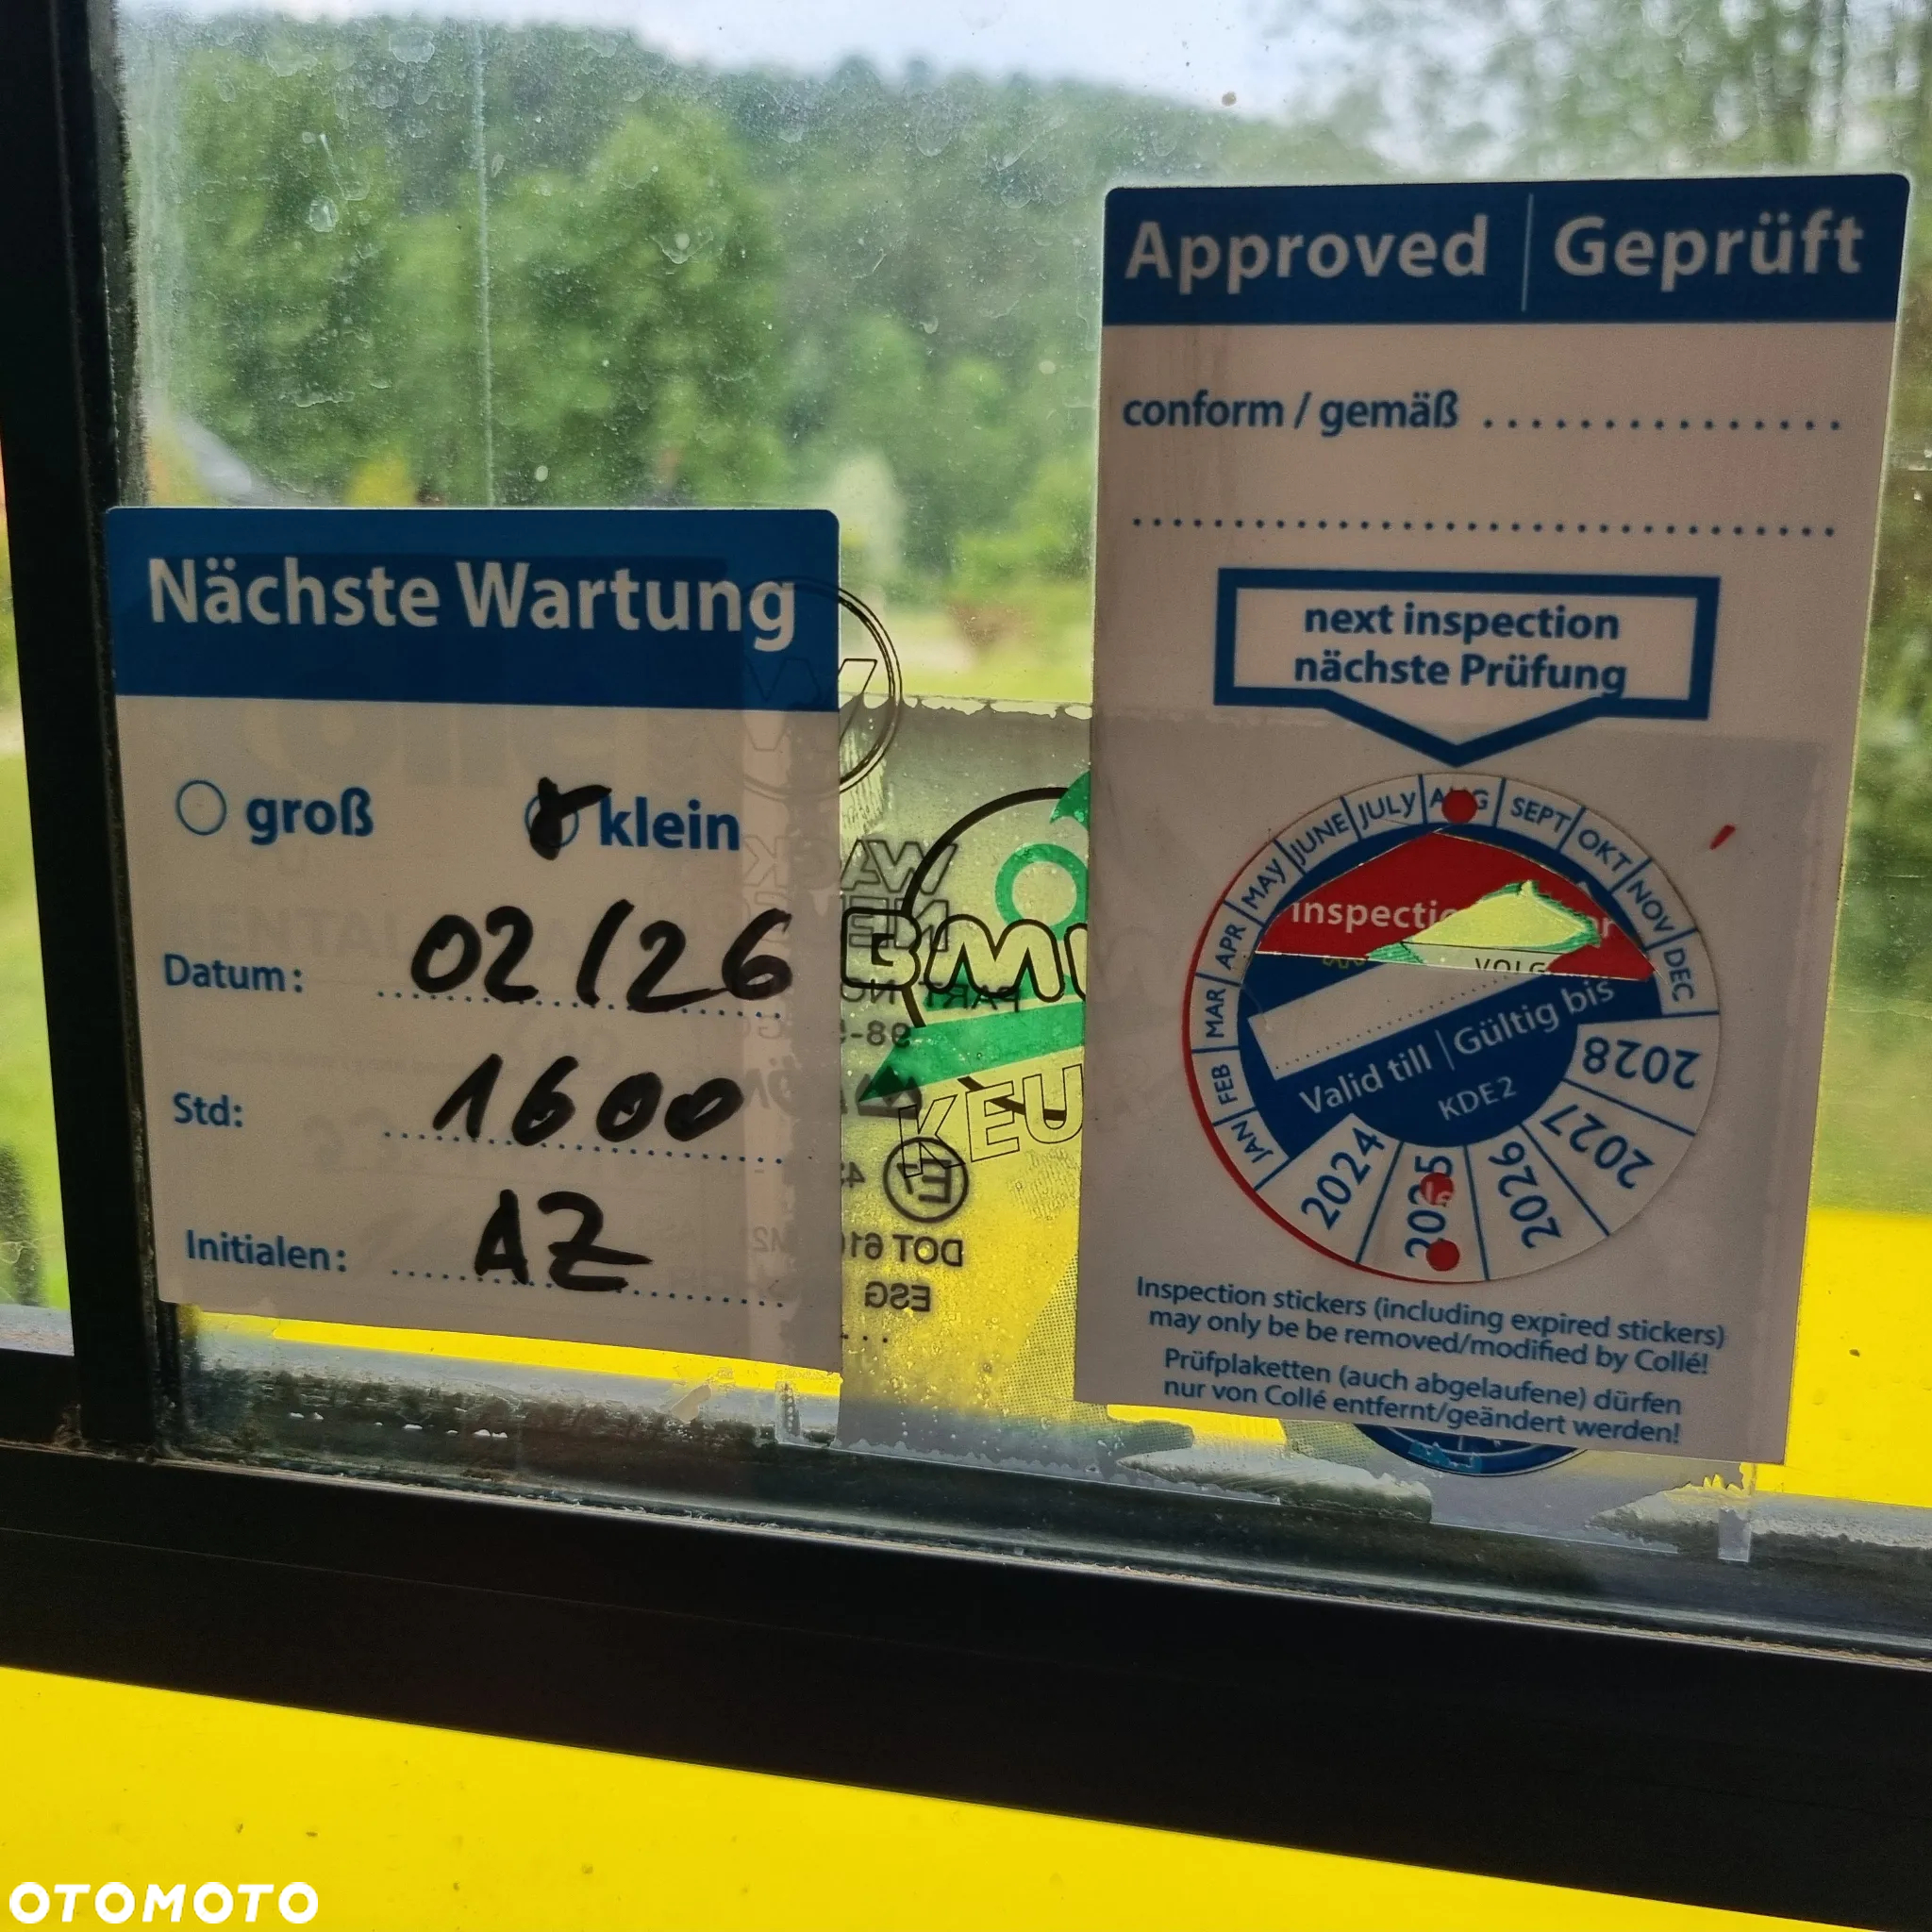 Nächste Wartung
groß klein
Datum: 02/26
Std: 1600
Initialen: AZ
Approved | Geprüft
conform / gemäß
next inspection
nächste Prüfung
JAN FEB MAR APR MAY JUNE JULY AUG SEPT OKT NOV DEC
Valid till | Gültig bis
KDE2
2024 2025 2026 2027 2028
Inspection stickers (including expired stickers)
may only be be removed/modified by Collé!
Prüfplaketten (auch abgelaufene) dürfen
nur von Collé entfernt/geändert werden!
DOT
ESG
OTOMOTO